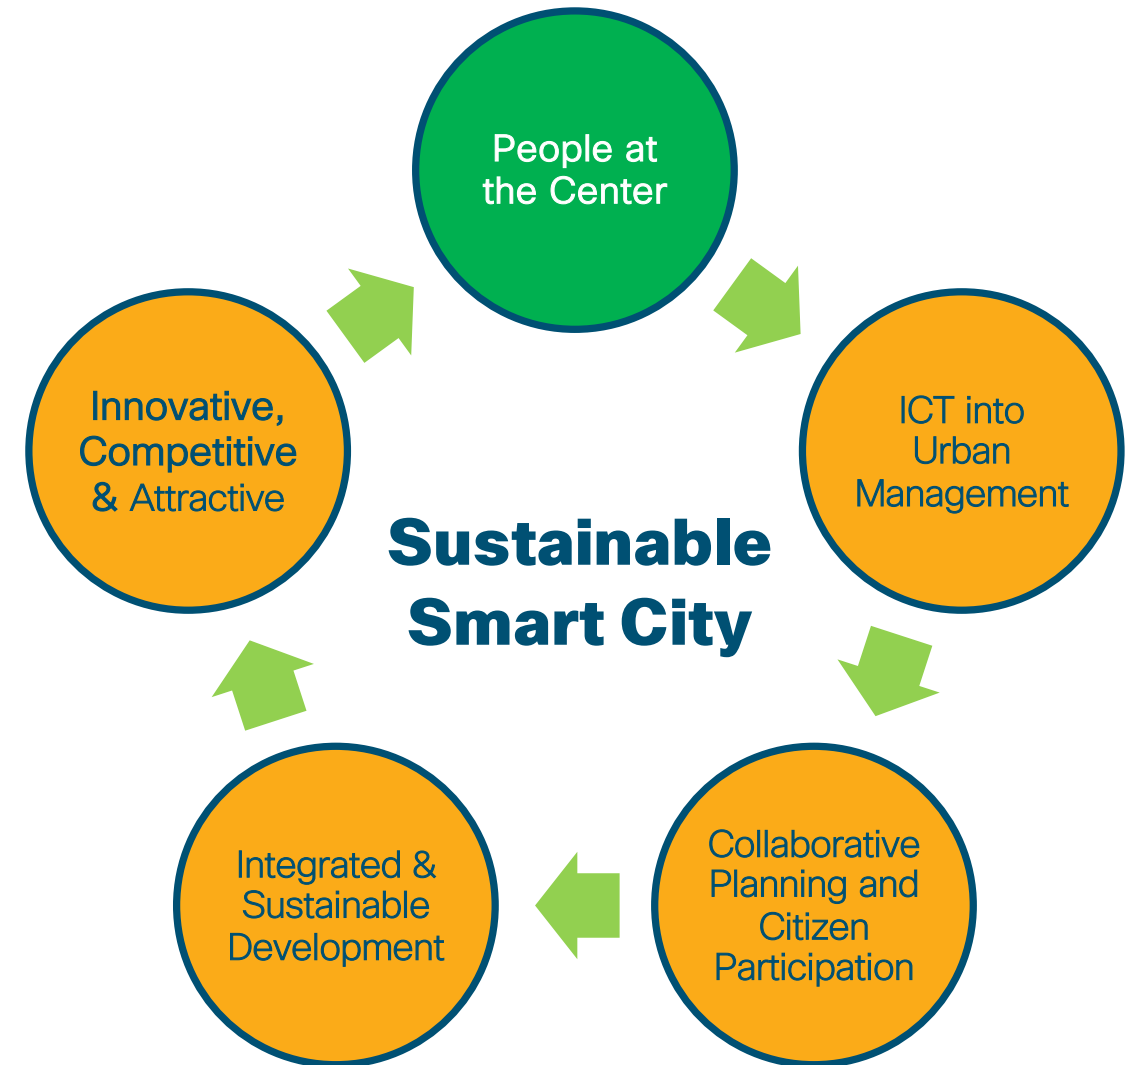 People at
the Center
ICT into
Urban
Management
Collaborative
Planning and
Citizen
Participation
Integrated &
Sustainable
Development
Innovative,
Competitive
& Attractive
Sustainable
Smart City